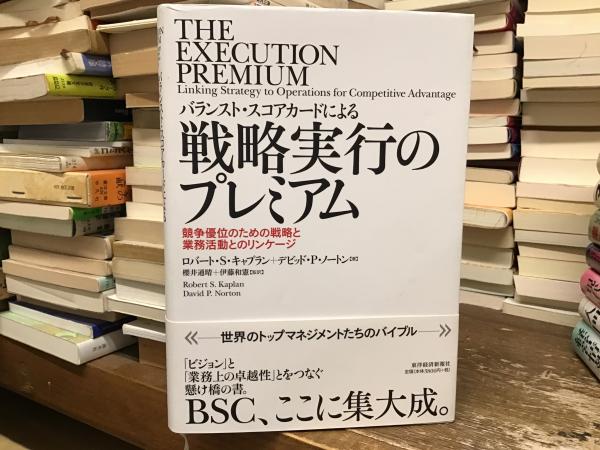 THE
EXECUTION
PREMIUM
Linking Strategy to Operations for Competitive Advantage
バランスト・スコアカードによる
戦略実行の
プレミアム
競争優位のための戦略と
業務活動とのリンケージ
ロバート・S・キャプラン+デビッド・P・ノートン[著]
櫻井通晴+伊藤和憲[監訳]
Robert S. Kaplan
David P. Norton
世界のトップマネジメントたちのバイブル
「ビジョン」と
「業務上の卓越性」とをつなぐ
懸け橋の書。
東洋経済新報社
BSC、ここに集大成。